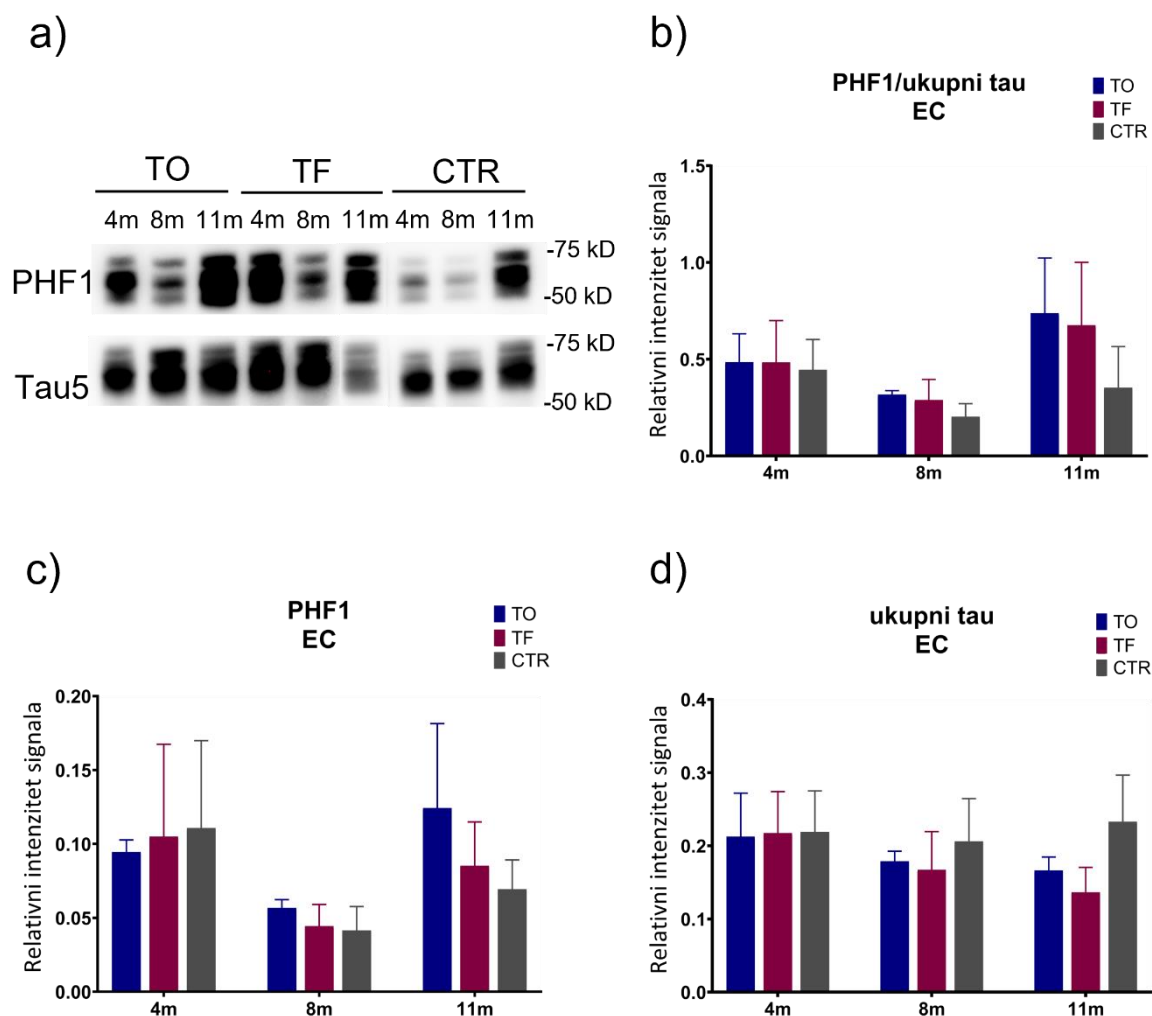 a)
TO TF CTR
4m 8m 11m 4m 8m 11m 4m 8m 11m
PHF1
-75 kD
-50 kD
Tau5
-75 kD
-50 kD
b)
PHF1/ukupni tau
EC
TO
TF
CTR
Relativni intenzitet signala
1.5
1.0
0.5
0.0
4m 8m 11m
c)
PHF1
EC
TO
TF
CTR
Relativni intenzitet signala
0.20
0.15
0.10
0.05
0.00
4m 8m 11m
d)
ukupni tau
EC
TO
TF
CTR
Relativni intenzitet signala
0.4
0.3
0.2
0.1
0.0
4m 8m 11m